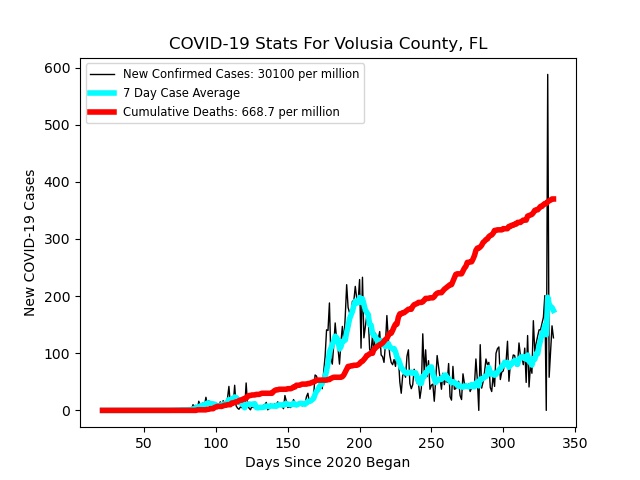 COVID-19 Stats For Volusia County, FL
New Confirmed Cases: 30100 per million
7 Day Case Average
Cumulative Deaths: 668.7 per million
600
500
400
300
200
100
0
New COVID-19 Cases
50
100
150
200
250
300
350
Days Since 2020 Began